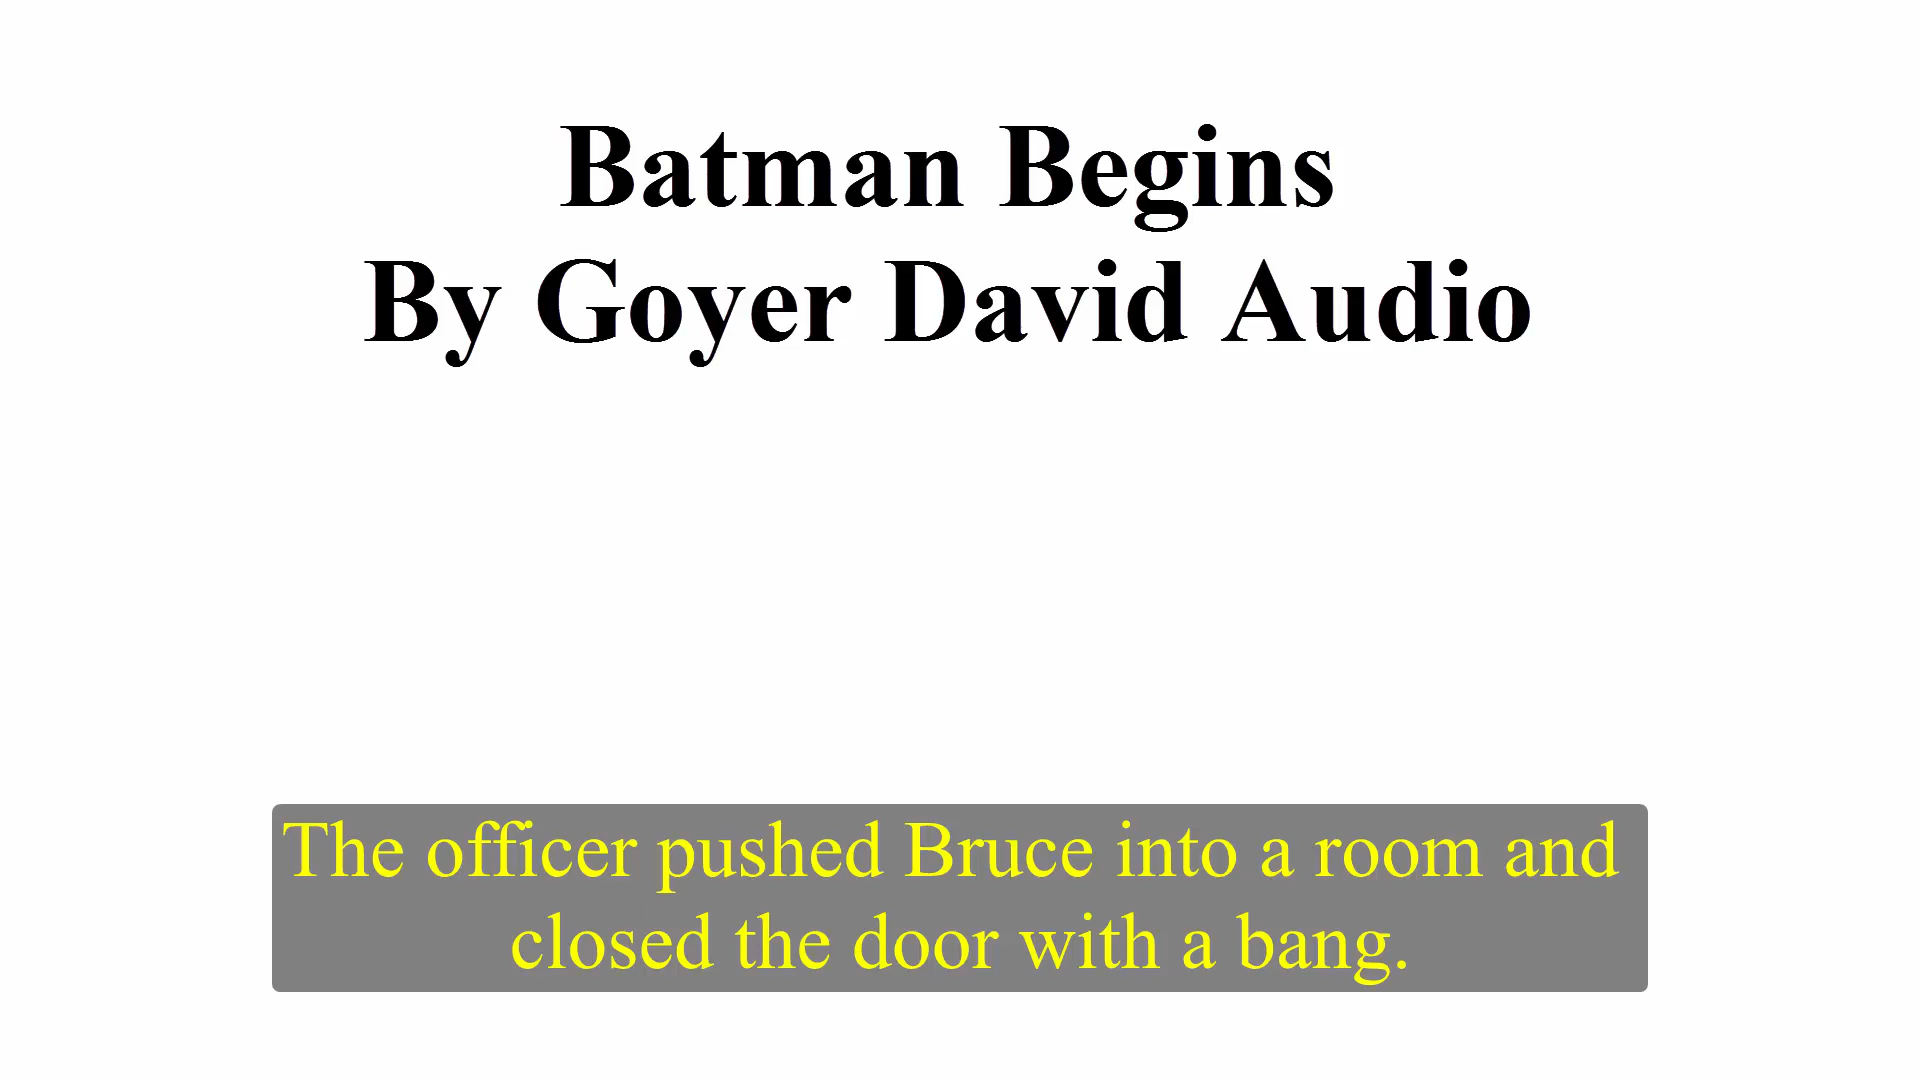 Batman Begins
By Goyer David Audio
The officer pushed Bruce into a room and
closed the door with a bang.